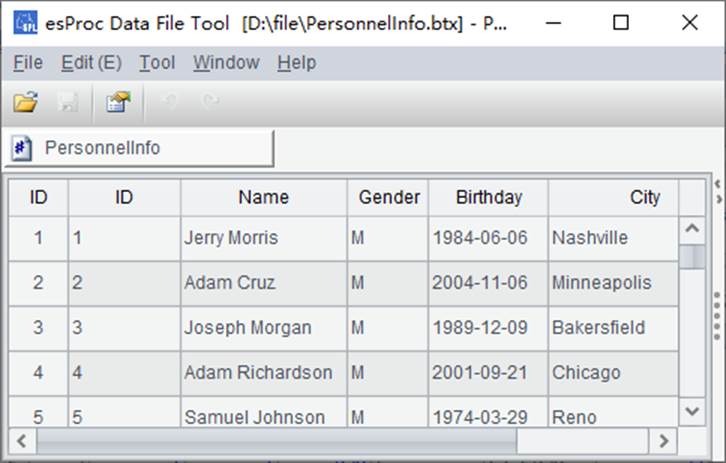 esProc Data File Tool [D:\file\PersonnelInfo.btx] - P...
File Edit (E) Tool Window Help
PersonnelInfo
ID ID Name Gender Birthday City
1 1 Jerry Morris M 1984-06-06 Nashville
2 2 Adam Cruz M 2004-11-06 Minneapolis
3 3 Joseph Morgan M 1989-12-09 Bakersfield
4 4 Adam Richardson M 2001-09-21 Chicago
5 5 Samuel Johnson M 1974-03-29 Reno